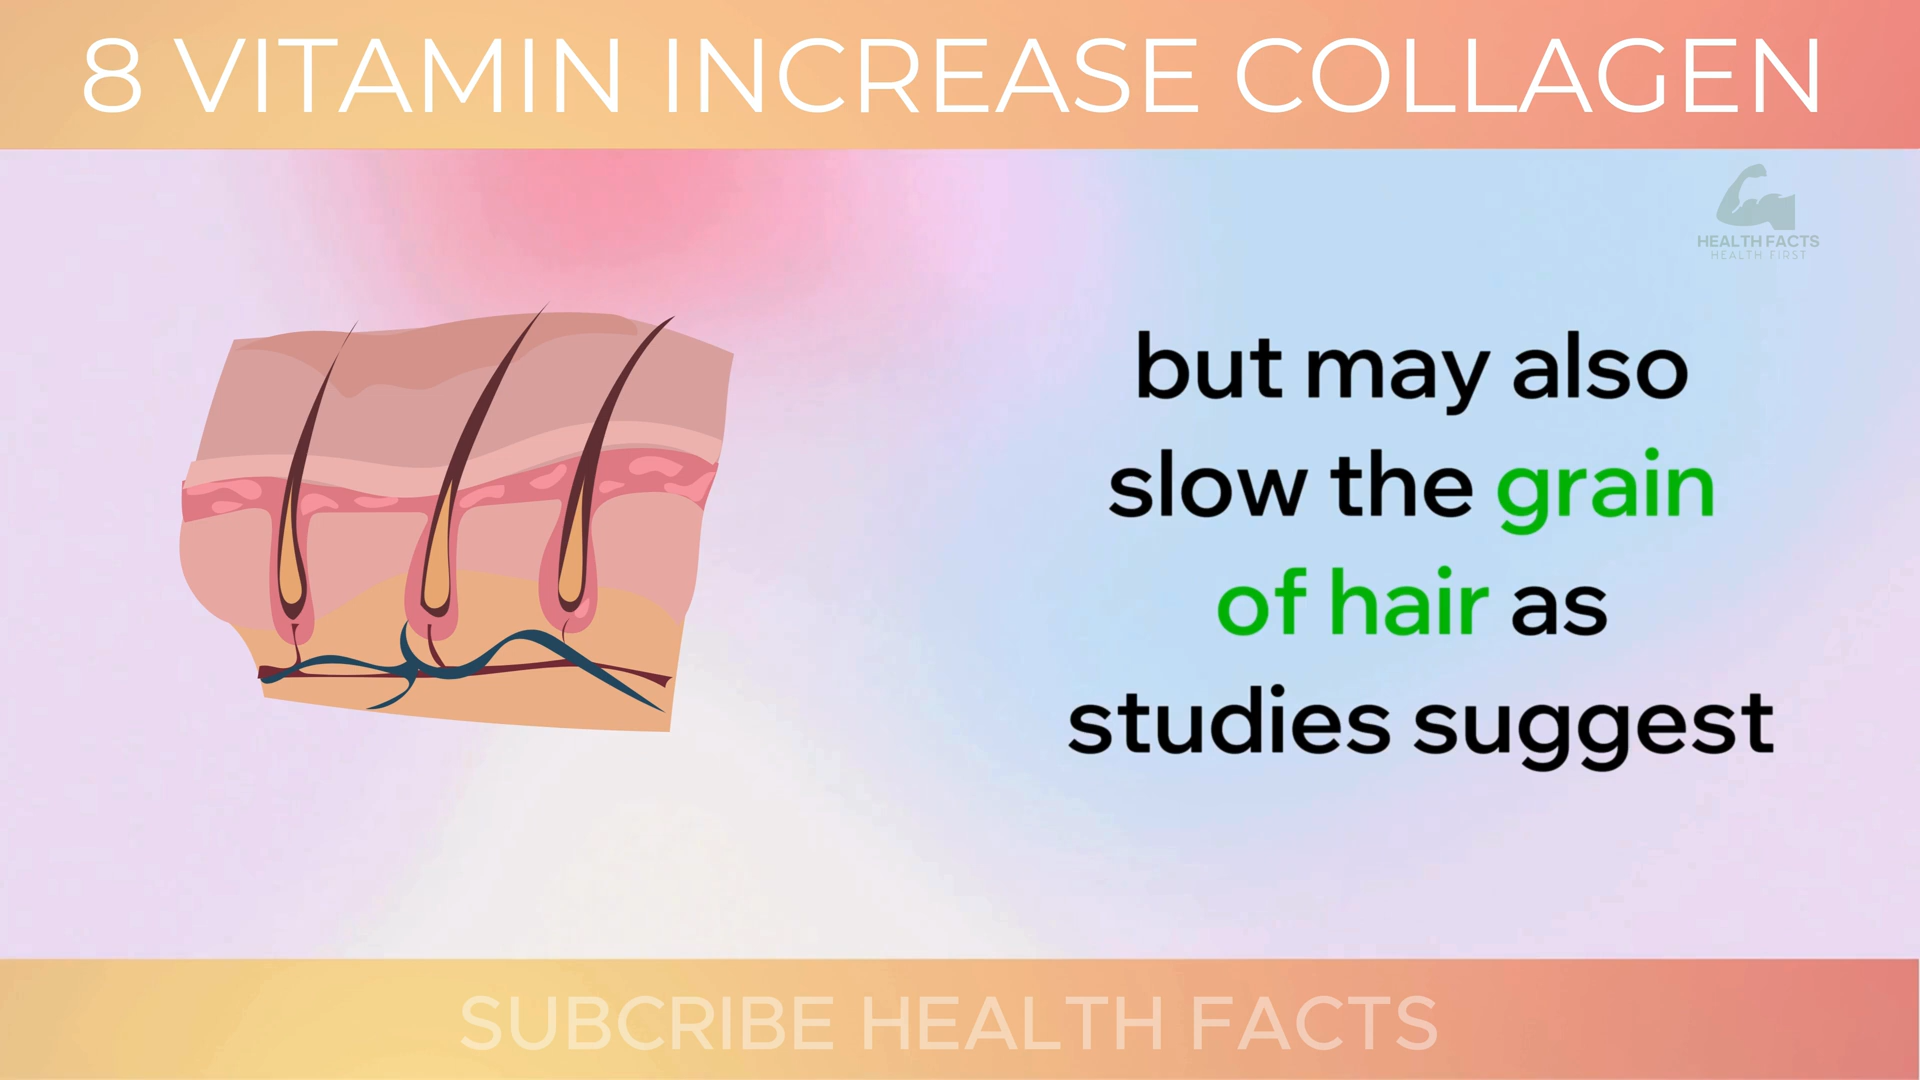 8 VITAMIN INCREASE COLLAGEN
HEALTH FACTS
HEALTH FIRST
but may also
slow the grain
of hair as
studies suggest
SUBCRIBE HEALTH FACTS